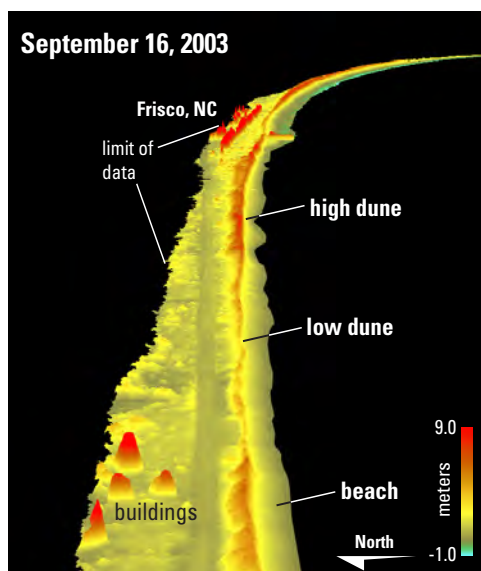 September 16, 2003
Frisco, NC
limit of
data
high dune
low dune
9.0
meters
beach
buildings
North
-1.0